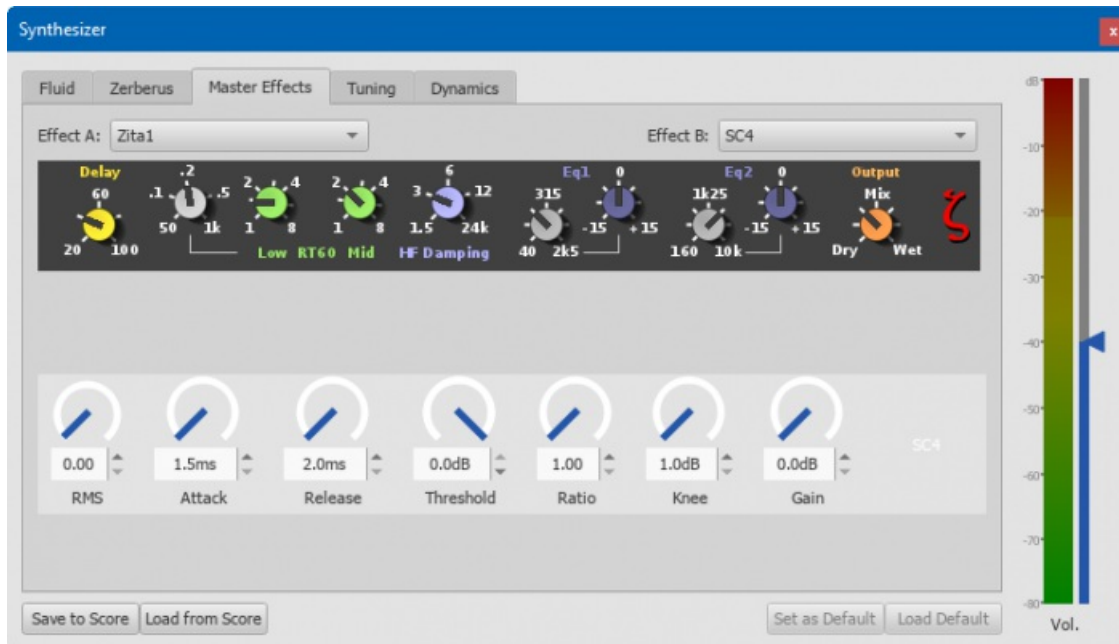 Synthesizer
x
Fluid Zerberus Master Effects Tuning Dynamics
Effect A: Zita1 Effect B: SC4
Delay .2 6 Eq1 0 Eq2 0 Output
60 .1 .5 2 4 2 4 3 12 315 1k25 Mix
20 100 50 1k 1 8 1 8 1.5 24k 40 2k5 -15 +15 160 10k -15 +15 Dry Wet
Low RT60 Mid HF Damping
ζ
0.00 1.5ms 2.0ms 0.0dB 1.00 1.0dB 0.0dB SC4
RMS Attack Release Threshold Ratio Knee Gain
Save to Score Load from Score Set as Default Load Default
dB
-10
-20
-30
-40
-50
-60
-70
-80
Vol.